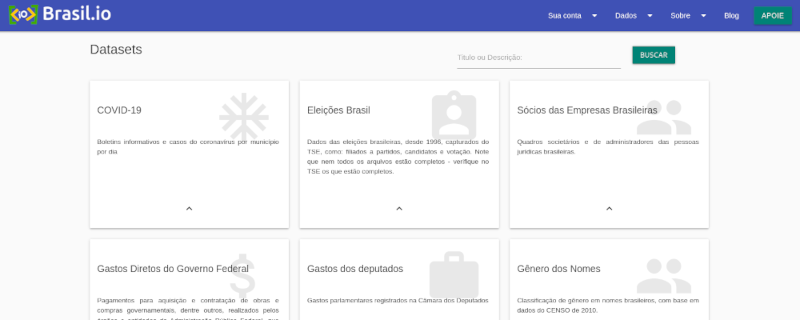 Brasil.io
Sua conta Dados Sobre Blog APOIE
Datasets
Título ou Descrição:
BUSCAR
COVID-19
Boletins informativos e casos do coronavírus por município
por dia
Eleições Brasil
Dados das eleições brasileiras, desde 1996, capturados do
TSE, como: filiados a partidos, candidatos e votação. Note
que nem todos os arquivos estão completos - verifique no
TSE os que estão completos.
Sócios das Empresas Brasileiras
Quadros societários e de administradores das pessoas
jurídicas brasileiras.
Gastos Diretos do Governo Federal
Pagamentos para aquisição e contratação de obras e
compras governamentais, dentre outros, realizados pelos
Gastos dos deputados
Gastos parlamentares registrados na Câmara dos Deputados
Gênero dos Nomes
Classificação de gênero em nomes brasileiros, com base em
dados do CENSO de 2010.